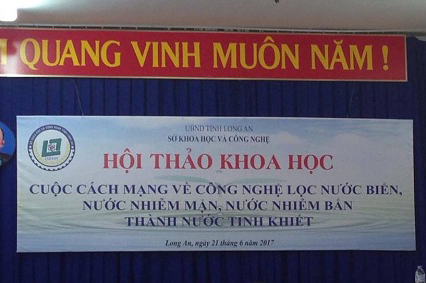 QUANG VINH MUÔN NĂM !
UBND TỈNH LONG AN
SỞ KHOA HỌC VÀ CÔNG NGHỆ
HỘI THẢO KHOA HỌC
CUỘC CÁCH MẠNG VỀ CÔNG NGHỆ LỌC NƯỚC BIỂN,
NƯỚC NHIỄM MẶN, NƯỚC NHIỄM BẨN
THÀNH NƯỚC TINH KHIẾT
Long An, ngày 21 tháng 6 năm 2017